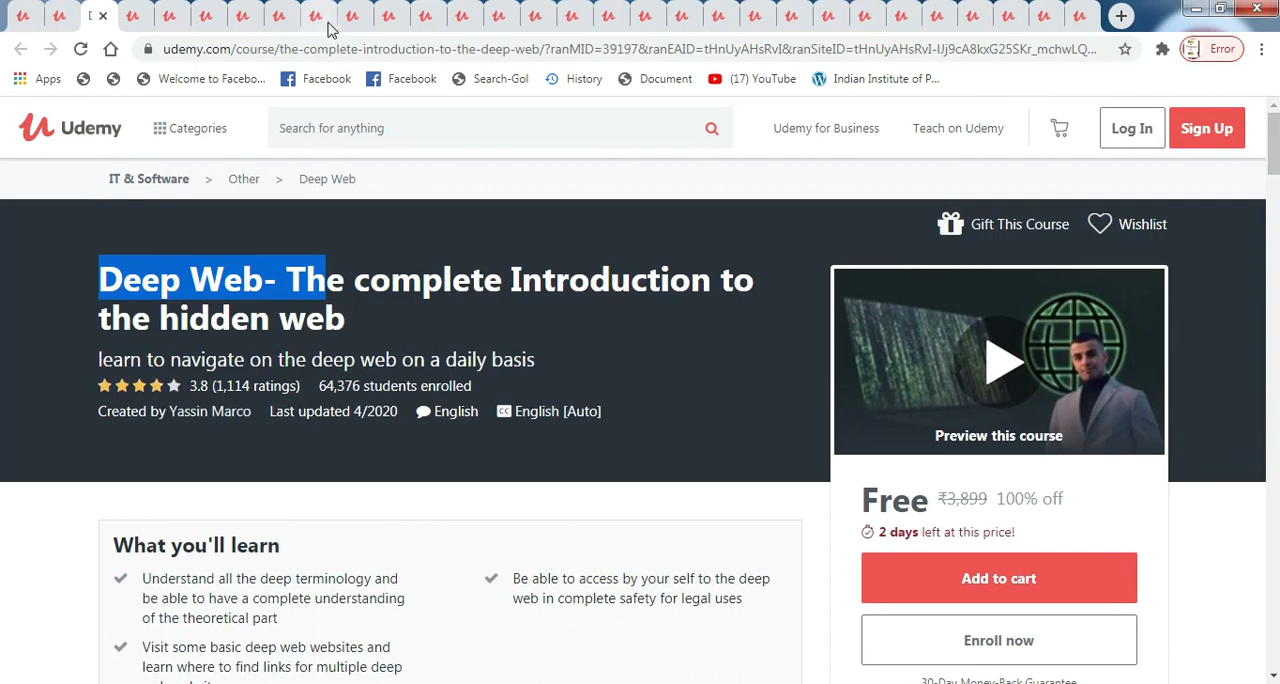 udemy.com/course/the-complete-introduction-to-the-deep-web/?ranMID=39197&ranEAID=tHnUyAHsRvI&ranSiteID=tHnUyAHsRvI-IJj9cA8kxG25SKr_mchwLQ...
Error
Apps Welcome to Facebo... Facebook Facebook Search-Gol History Document (17) YouTube Indian Institute of P...
Udemy Categories Search for anything Udemy for Business Teach on Udemy Log In Sign Up
IT & Software > Other > Deep Web
Gift This Course Wishlist
Deep Web- The complete Introduction to
the hidden web
learn to navigate on the deep web on a daily basis
3.8 (1,114 ratings) 64,376 students enrolled
Created by Yassin Marco Last updated 4/2020 English English [Auto]
Preview this course
Free ₹3,899 100% off
2 days left at this price!
Add to cart
Enroll now
30-Day Money-Back Guarantee
What you'll learn
Understand all the deep terminology and
be able to have a complete understanding
of the theoretical part
Visit some basic deep web websites and
learn where to find links for multiple deep
Be able to access by your self to the deep
web in complete safety for legal uses